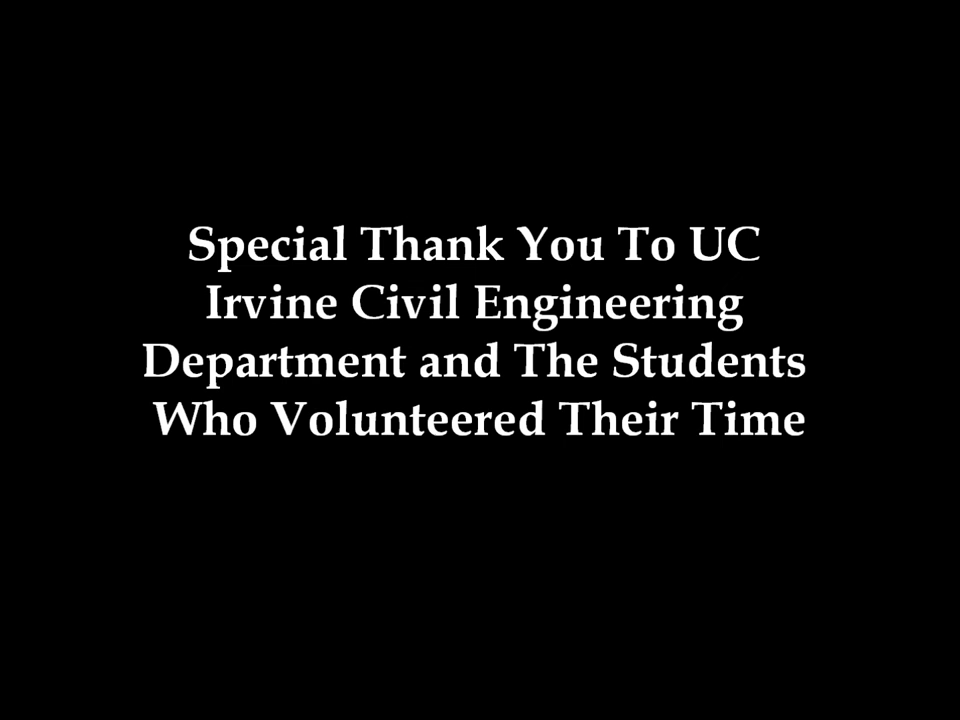 Special Thank You To UC
Irvine Civil Engineering
Department and The Students
Who Volunteered Their Time